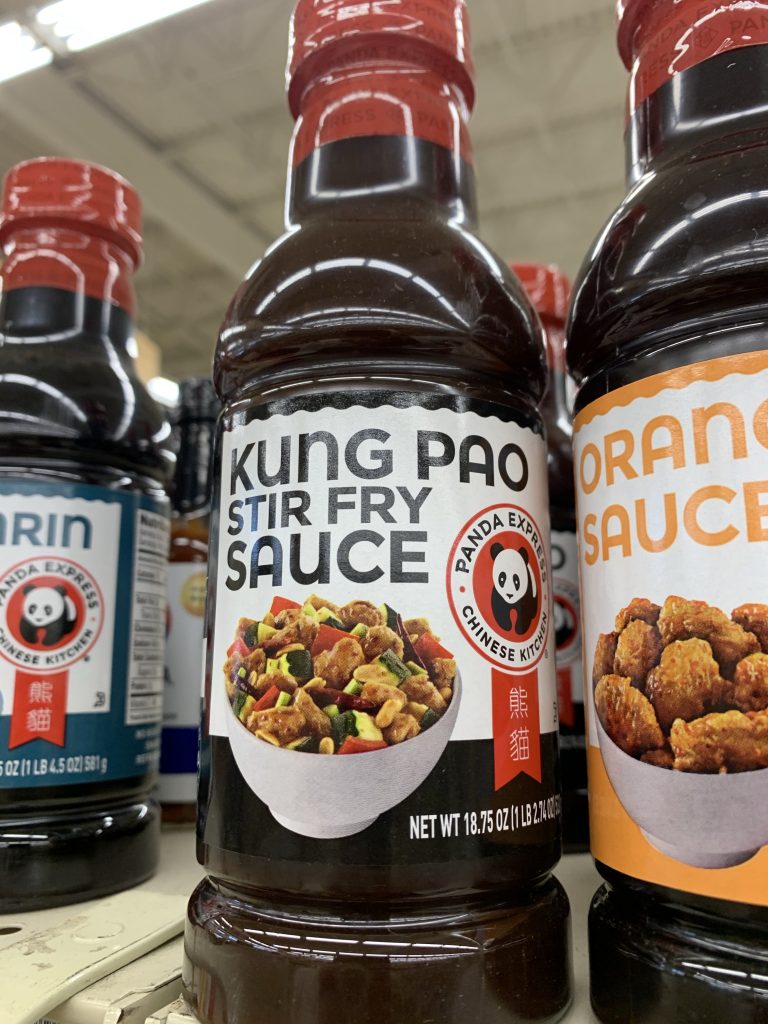 ARIN
PANDA EXPRESS
CHINESE KITCHEN
熊
貓
5 OZ (1 LB 4.5 OZ) 581 g
KUNG PAO
STIR FRY
SAUCE
PANDA EXPRESS
CHINESE KITCHEN
熊
貓
NET WT 18.75 OZ (1 LB 2.74 OZ)
ORANG
SAUCE